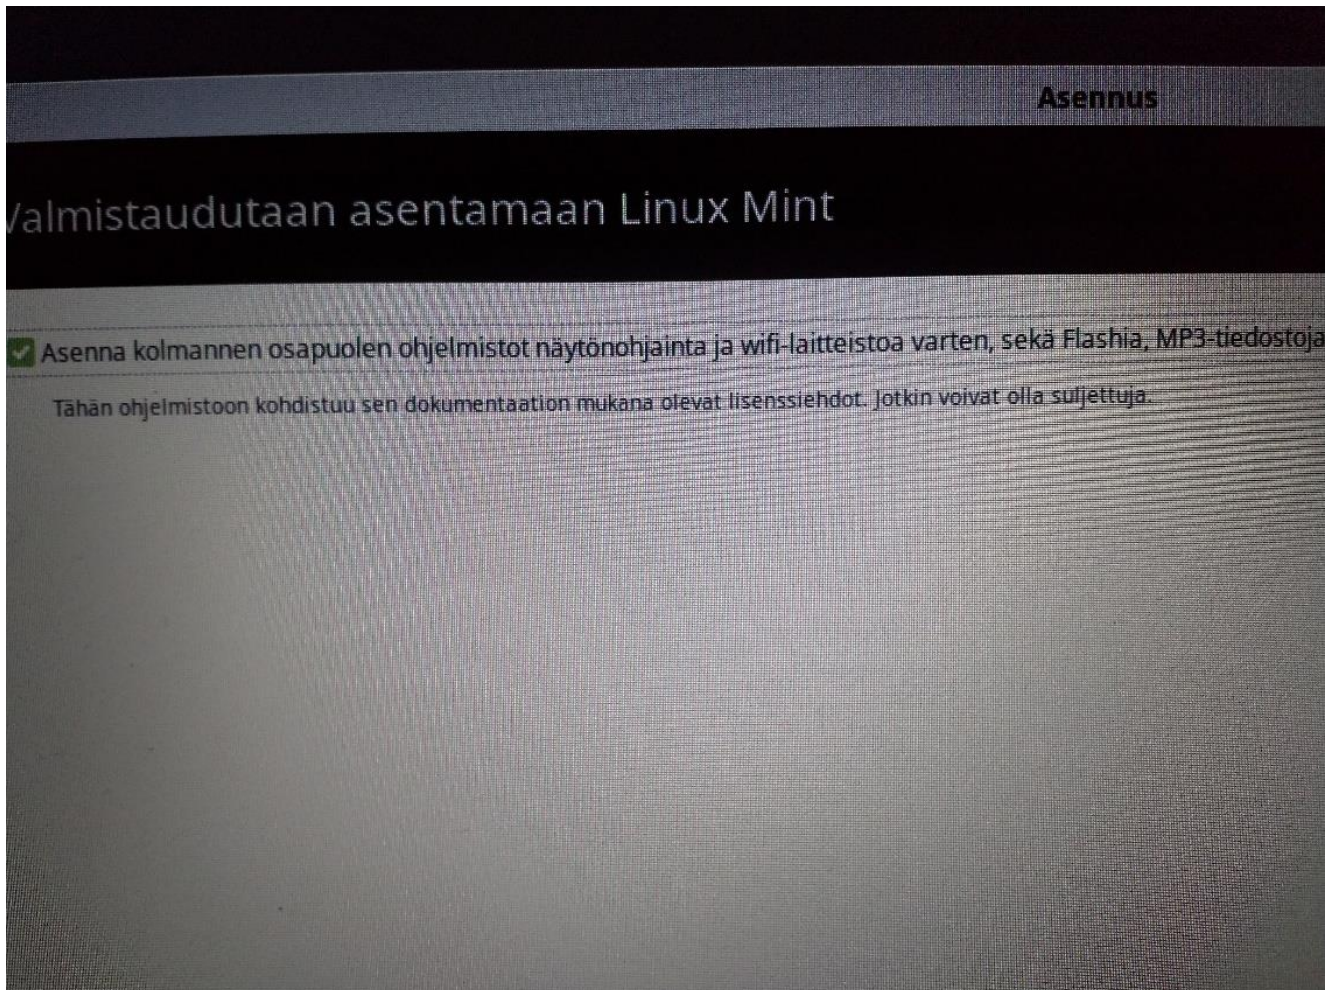 Asennus
Valmistaudutaan asentamaan Linux Mint
Asenna kolmannen osapuolen ohjelmistot näytönohjainta ja wifi-laitteistoa varten, sekä Flashia, MP3-tiedostoja
Tähän ohjelmistoon kohdistuu sen dokumentaation mukana olevat lisenssiehdot. Jotkin voivat olla suljettuja.